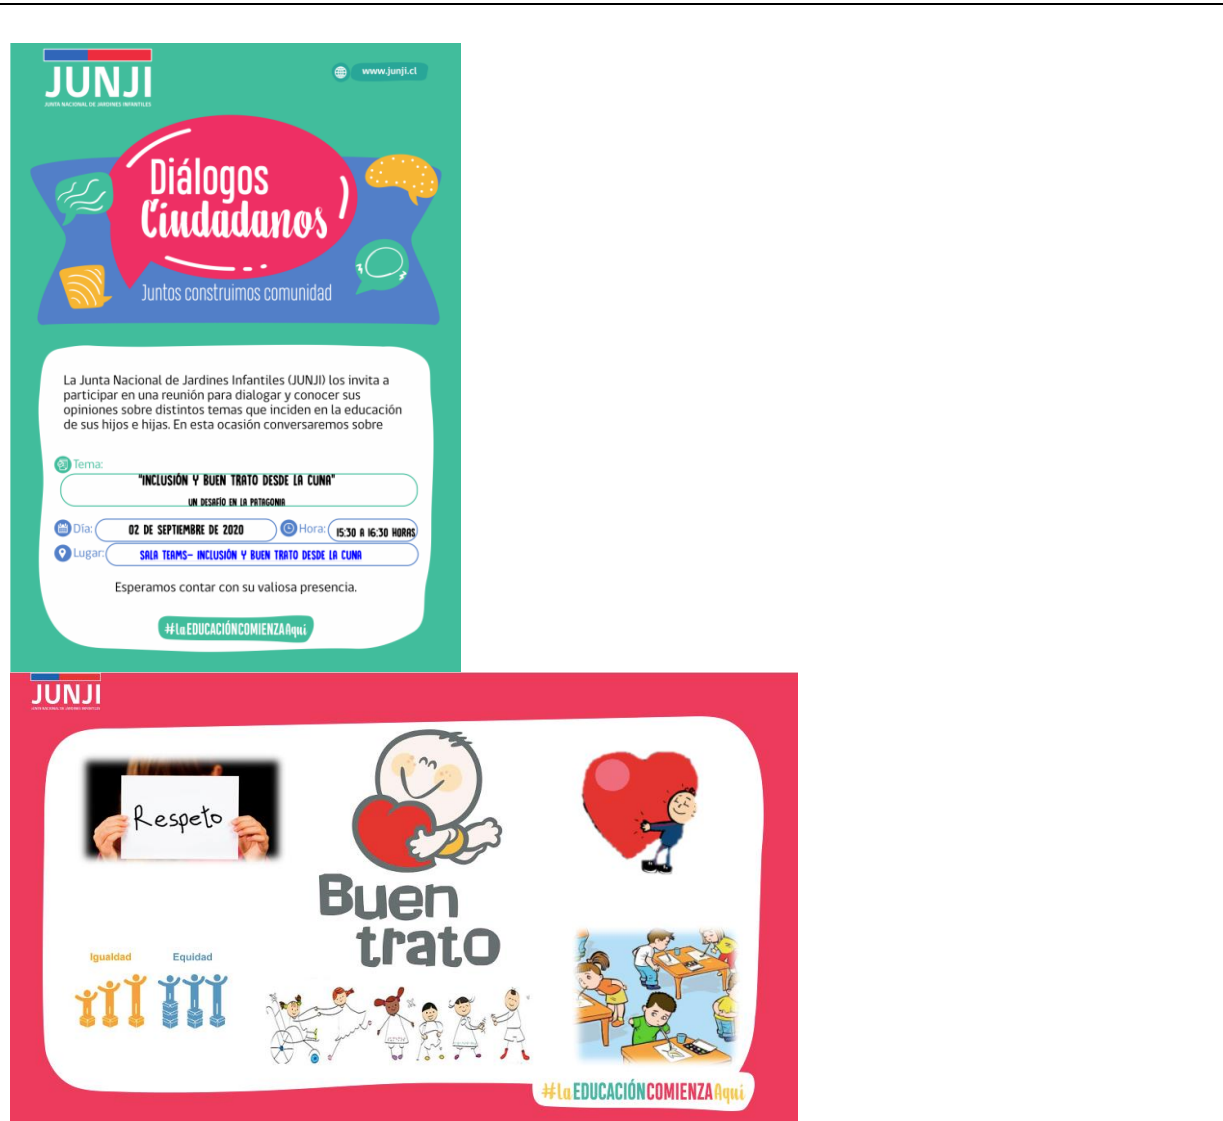 JUNJI
JUNTA NACIONAL DE JARDINES INFANTILES
www.junji.cl
Diálogos
Ciudadanos
Juntos construimos comunidad
La Junta Nacional de Jardines Infantiles (JUNJI) los invita a
participar en una reunión para dialogar y conocer sus
opiniones sobre distintos temas que inciden en la educación
de sus hijos e hijas. En esta ocasión conversaremos sobre
Tema:
"INCLUSIÓN Y BUEN TRATO DESDE LA CUNA"
UN DESAFÍO EN LA PATAGONIA
Día: 02 DE SEPTIEMBRE DE 2020 Hora: 15:30 A 16:30 HORAS
Lugar: SALA TEAMS- INCLUSIÓN Y BUEN TRATO DESDE LA CUNA
Esperamos contar con su valiosa presencia.
#laEDUCACIÓNCOMIENZAAquí
JUNJI
JUNTA NACIONAL DE JARDINES INFANTILES
Respeto
Buen
trato
Igualdad Equidad
#laEDUCACIÓNCOMIENZAAquí